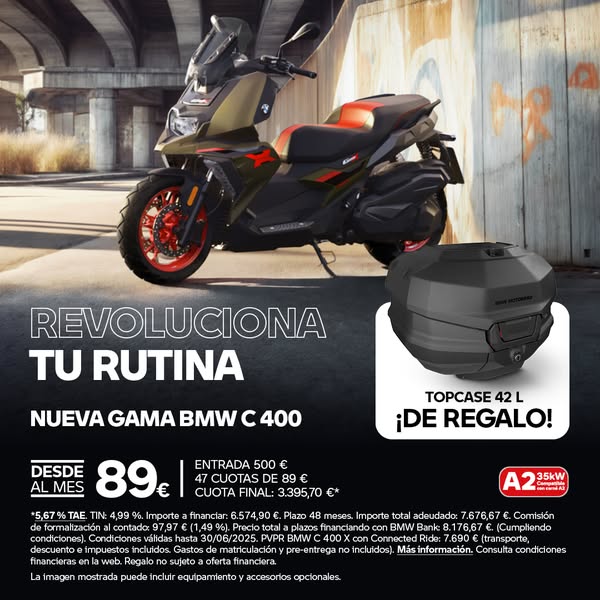 REVOLUCIONA
TU RUTINA
NUEVA GAMA BMW C 400
BMW MOTORRAD
TOPCASE 42 L
¡DE REGALO!
DESDE
AL MES
89€
ENTRADA 500 €
47 CUOTAS DE 89 €
CUOTA FINAL: 3.395,70 €*
A2 35kW
Compatible
con carné A2
*5,67 % TAE. TIN: 4,99 %. Importe a financiar: 6.574,90 €. Plazo 48 meses. Importe total adeudado: 7.676,67 €. Comisión
de formalización al contado: 97,97 € (1,49 %). Precio total a plazos financiando con BMW Bank: 8.176,67 €. (Cumpliendo
condiciones). Condiciones válidas hasta 30/06/2025. PVPR BMW C 400 X con Connected Ride: 7.690 € (transporte,
descuento e impuestos incluidos. Gastos de matriculación y pre-entrega no incluidos). Más información. Consulta condiciones
financieras en la web. Regalo no sujeto a oferta financiera.
La imagen mostrada puede incluir equipamiento y accesorios opcionales.